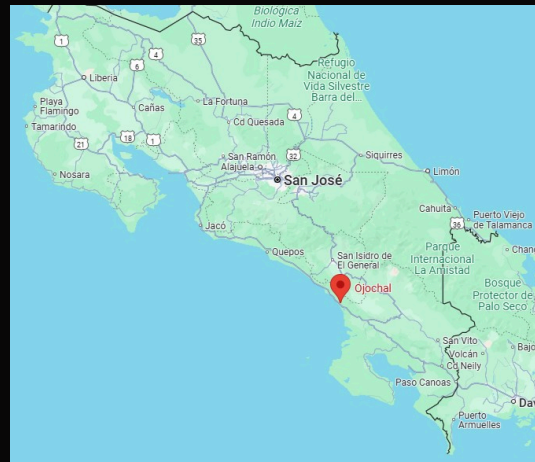 Biológica
Indio Maíz
1
35
4
6
Refugio
Nacional de
Vida Silvestre
Barra del...
Liberia
Playa
Flamingo
Cañas
La Fortuna
Tamarindo
Cd Quesada
4
18
1
21
San Ramón
32
Siquirres
Alajuela
San José
Limón
Nosara
Cahuita
Puerto Viejo
de Talamanca
36
Jacó
Quepos
San Isidro de
El General
Parque
Internacional
La Amistad
Chang
Ojochal
Bosque
Protector de
Palo Seco
San Vito
Volcán
Bajo
Cd Neily
Paso Canoas
Dav
Puerto
Armuelles